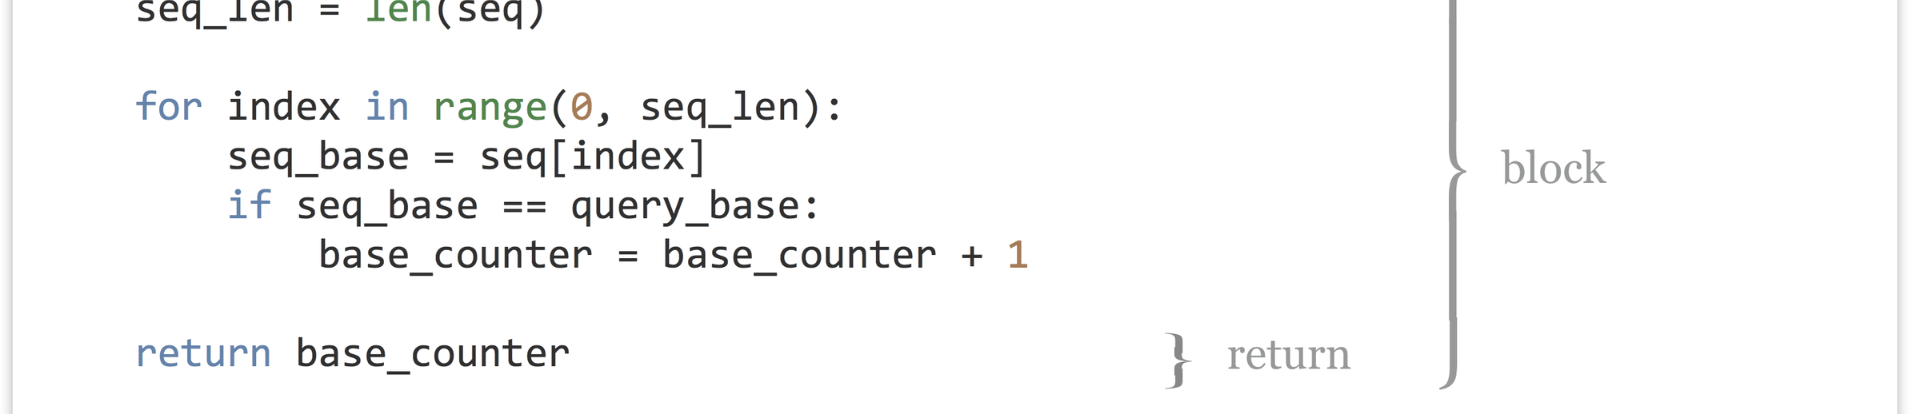 seq_len = len(seq)
for index in range(0, seq_len):
    seq_base = seq[index]
block
    if seq_base == query_base:
        base_counter = base_counter + 1
return base_counter
} return